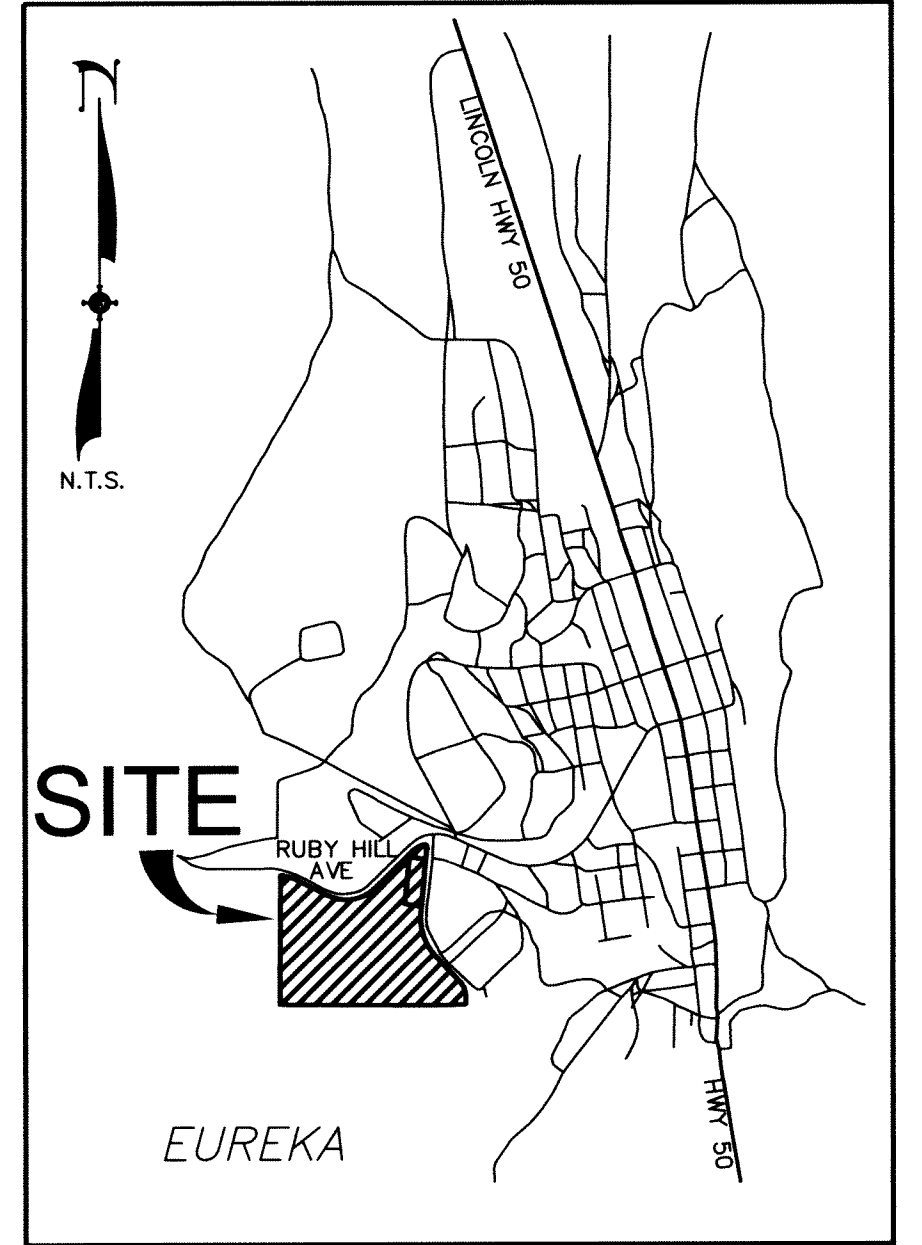 N
LINCOLN HWY 50
N.T.S.
SITE
RUBY HILL
AVE
HWY 50
EUREKA